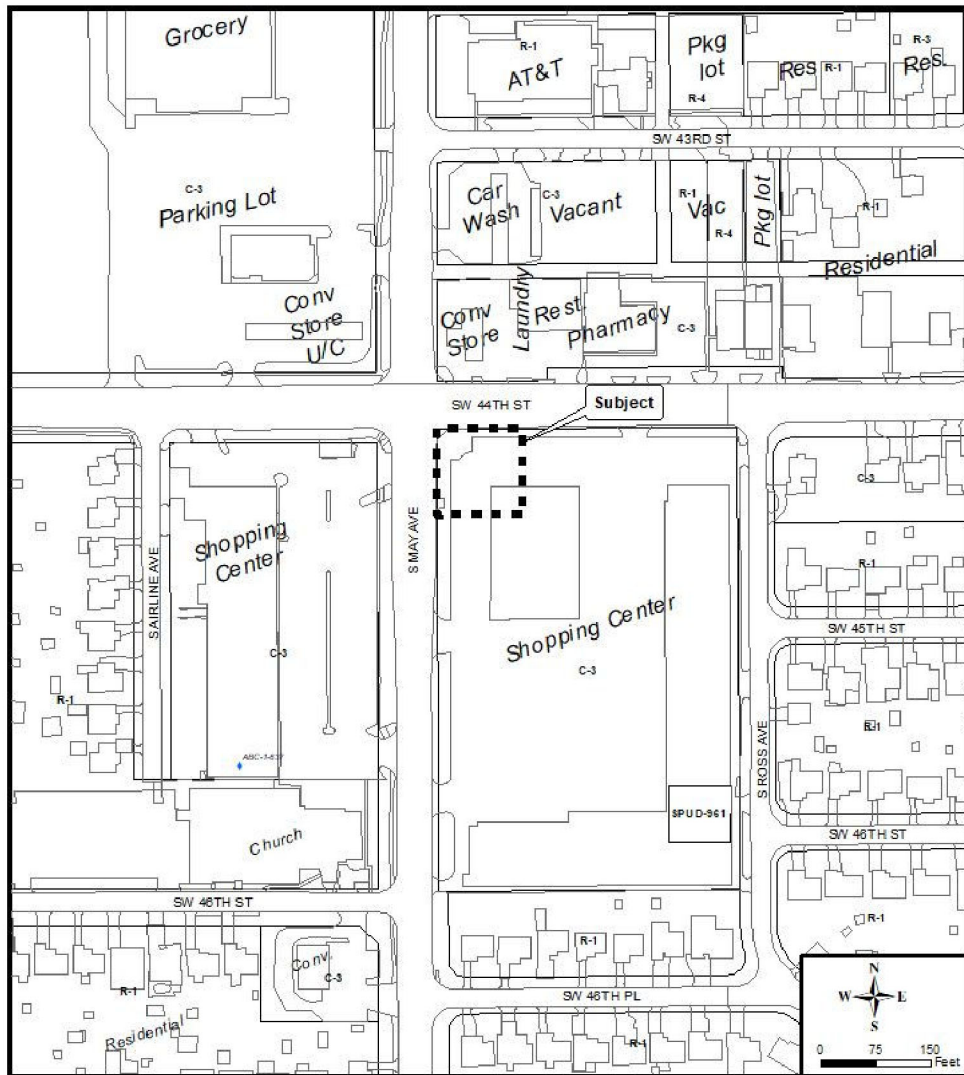 Grocery
R-1
AT&T
Pkg
lot
R-4
Res
R-1
R-3
Res.
SW 43RD ST
C-3
Parking Lot
Car
Wash
C-3
Vacant
R-1
Vac
R-4
Pkg lot
R-1
Residential
Conv
Store
U/C
Conv
Store
Laundry
Rest.
Pharmacy
C-3
SW 44TH ST
Subject
S AIRLINE AVE
Shopping
Center
C-3
S MAY AVE
Shopping Center
C-3
C-3
R-1
SW 45TH ST
R-1
R-1
S ROSS AVE
ABC-1-637
SPUD-961
SW 46TH ST
Church
SW 46TH ST
R-1
Conv.
C-3
R-1
Residential
R-1
SW 46TH PL
R-1
N
W E
S
0 75 150
Feet